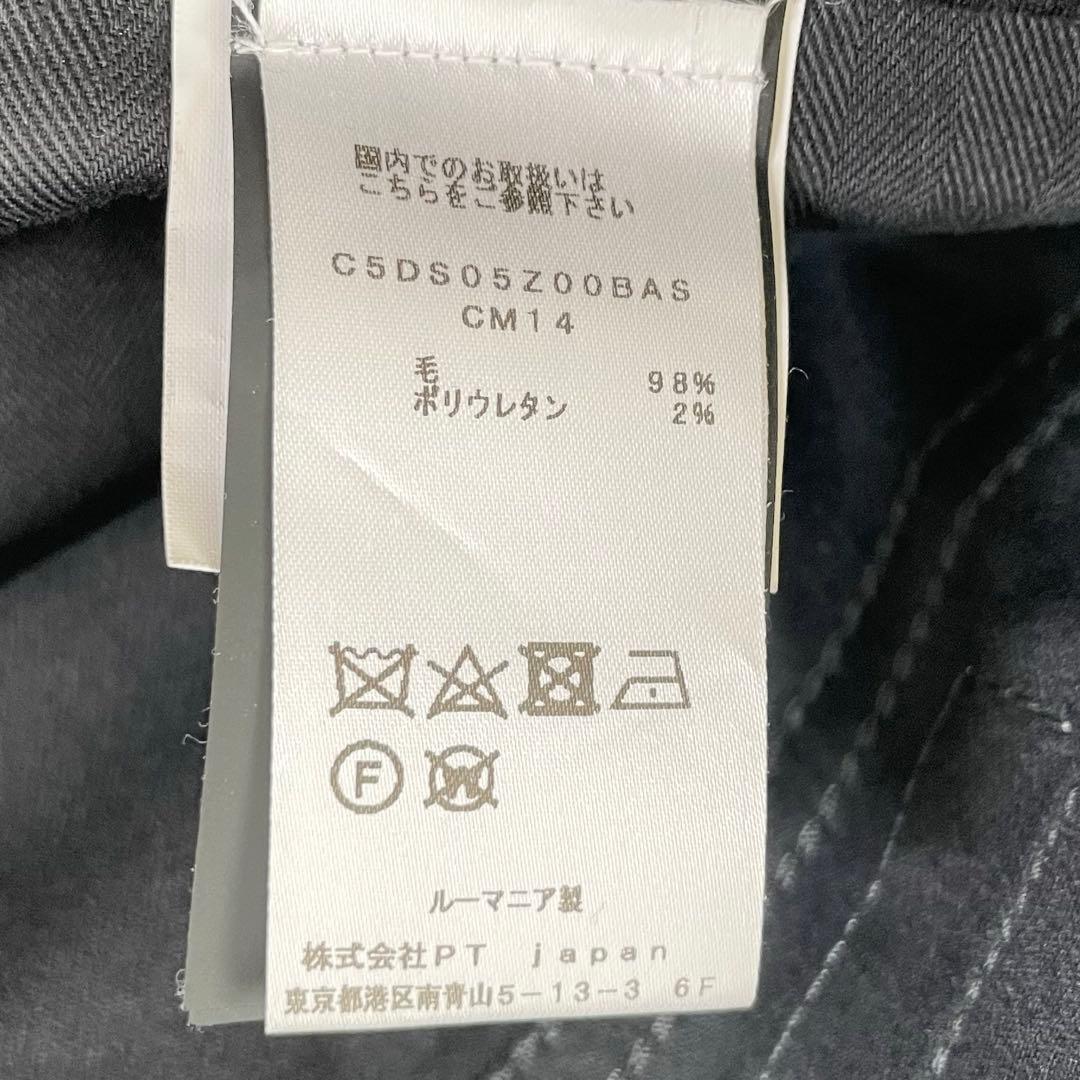 国内でのお取扱いは
こちらをご参照下さい
C5DS05Z00BAS
CM14
毛 98%
ポリウレタン 2%
F
W
ルーマニア製
株式会社PT japan
東京都港区南青山5-13-3 6F